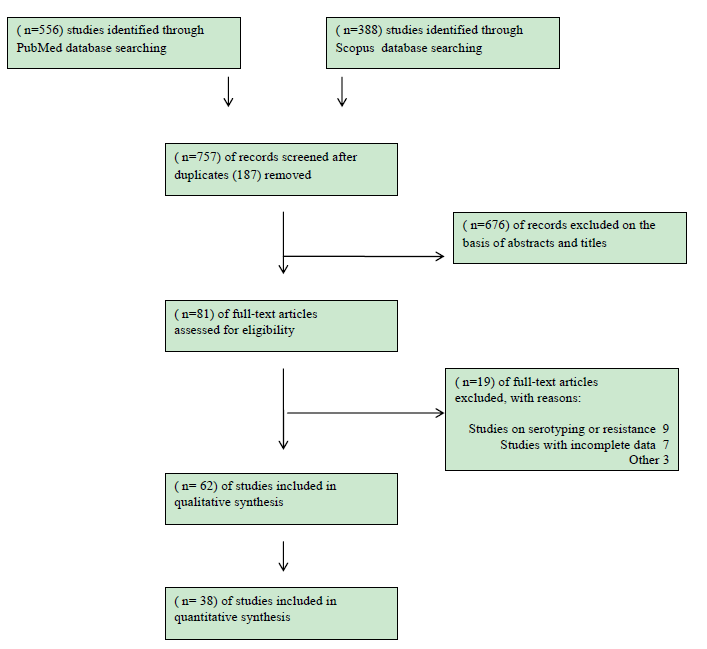 ( n=556) studies identified through
PubMed database searching
( n=388) studies identified through
Scopus database searching
( n=757) of records screened after
duplicates (187) removed
( n=676) of records excluded on the
basis of abstracts and titles
( n=81) of full-text articles
assessed for eligibility
( n=19) of full-text articles
excluded, with reasons:
Studies on serotyping or resistance 9
Studies with incomplete data 7
Other 3
( n= 62) of studies included in
qualitative synthesis
( n= 38) of studies included in
quantitative synthesis